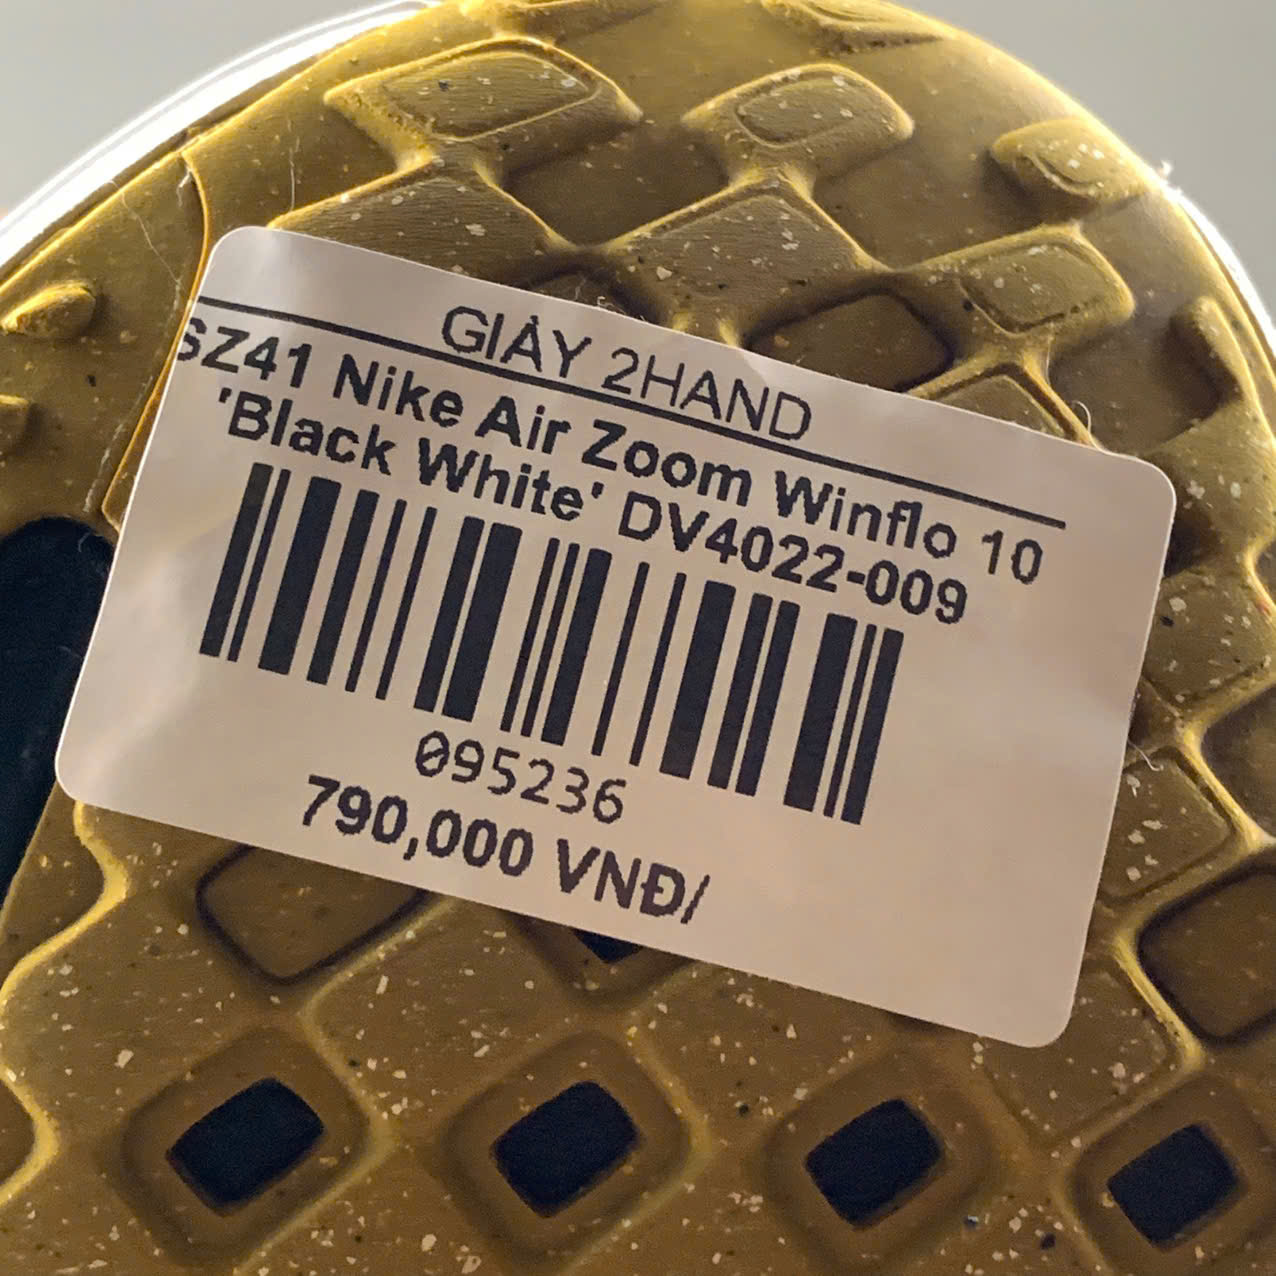 GIÀY 2HAND
SZ41 Nike Air Zoom Winflo 10
'Black White' DV4022-009
095236
790,000 VNĐ/